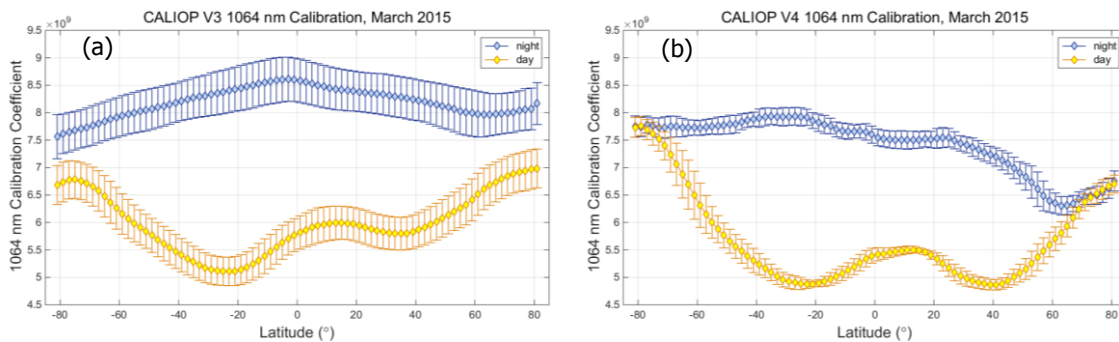 CALIOP V3 1064 nm Calibration, March 2015
×10⁹
(a)
night
day
9.5
9
8.5
8
7.5
7
6.5
6
5.5
5
4.5
1064 nm Calibration Coefficient
-80 -60 -40 -20 0 20 40 60 80
Latitude (°)
CALIOP V4 1064 nm Calibration, March 2015
×10⁹
(b)
night
day
9.5
9
8.5
8
7.5
7
6.5
6
5.5
5
4.5
1064 nm Calibration Coefficient
-80 -60 -40 -20 0 20 40 60 80
Latitude (°)